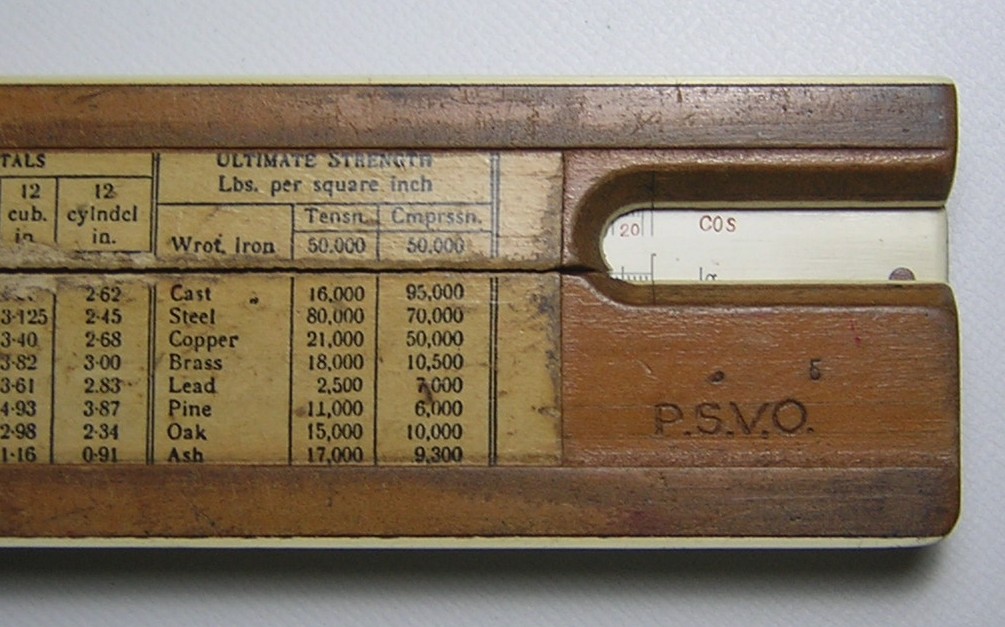 TALS
ULTIMATE STRENGTH
Lbs. per square inch
12 12
cub. cylndcl Tensn. Cmprssn.
in. in. Wrot. Iron 50,000 50,000
2·62 Cast „ 16,000 95,000
3·125 2·45 Steel 80,000 70,000
3·40 2·68 Copper 21,000 50,000
3·82 3·00 Brass 18,000 10,500
3·61 2·83 Lead 2,500 7,000
4·93 3·87 Pine 11,000 6,000
2·98 2·34 Oak 15,000 10,000
1·16 0·91 Ash 17,000 9,300
20 COS
lg
5
P.S.V.O.